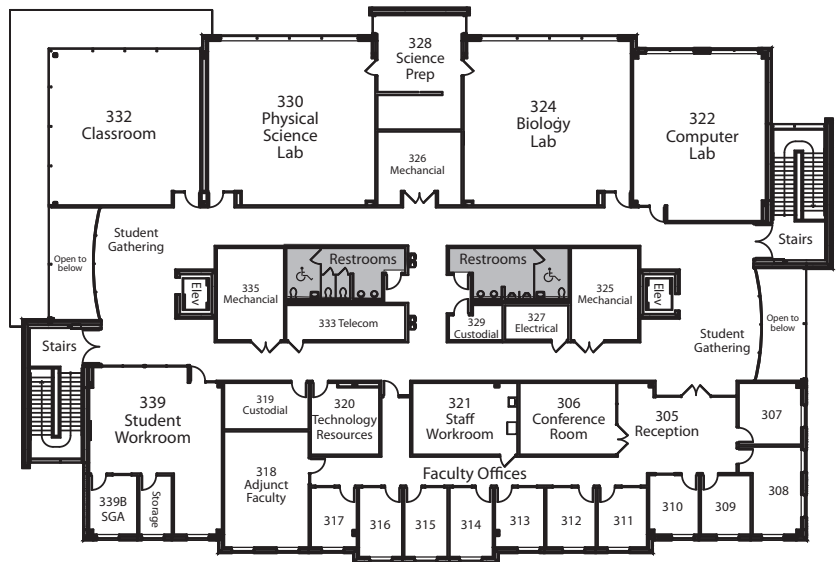 328
Science
Prep
332
Classroom
330
Physical
Science
Lab
324
Biology
Lab
322
Computer
Lab
326
Mechancial
Student
Gathering
Open to
below
Stairs
Restrooms
Restrooms
Elev
335
Mechancial
333 Telecom
329
Custodial
327
Electrical
325
Mechancial
Elev
Student
Gathering
Open to
below
Stairs
339
Student
Workroom
319
Custodial
320
Technology
Resources
321
Staff
Workroom
306
Conference
Room
305
Reception
307
318
Adjunct
Faculty
Faculty Offices
308
339B
SGA
Storage
317
316
315
314
313
312
311
310
309